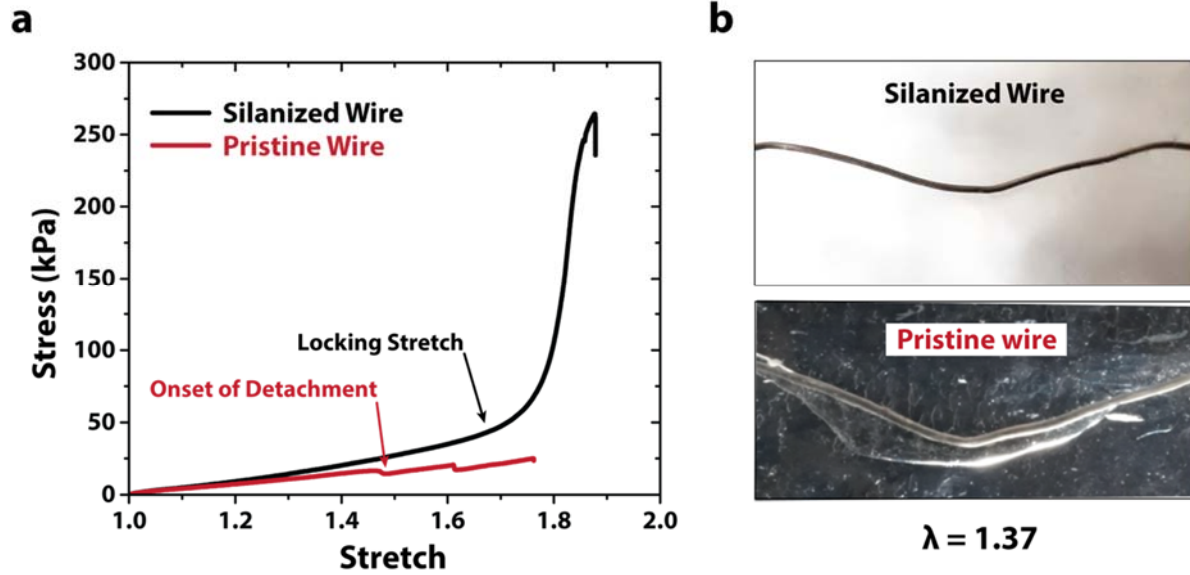 a
300
250
200
150
100
50
0
1.0 1.2 1.4 1.6 1.8 2.0
Stress (kPa)
Stretch
Silanized Wire
Pristine Wire
Locking Stretch
Onset of Detachment
b
Silanized Wire
Pristine wire
λ = 1.37